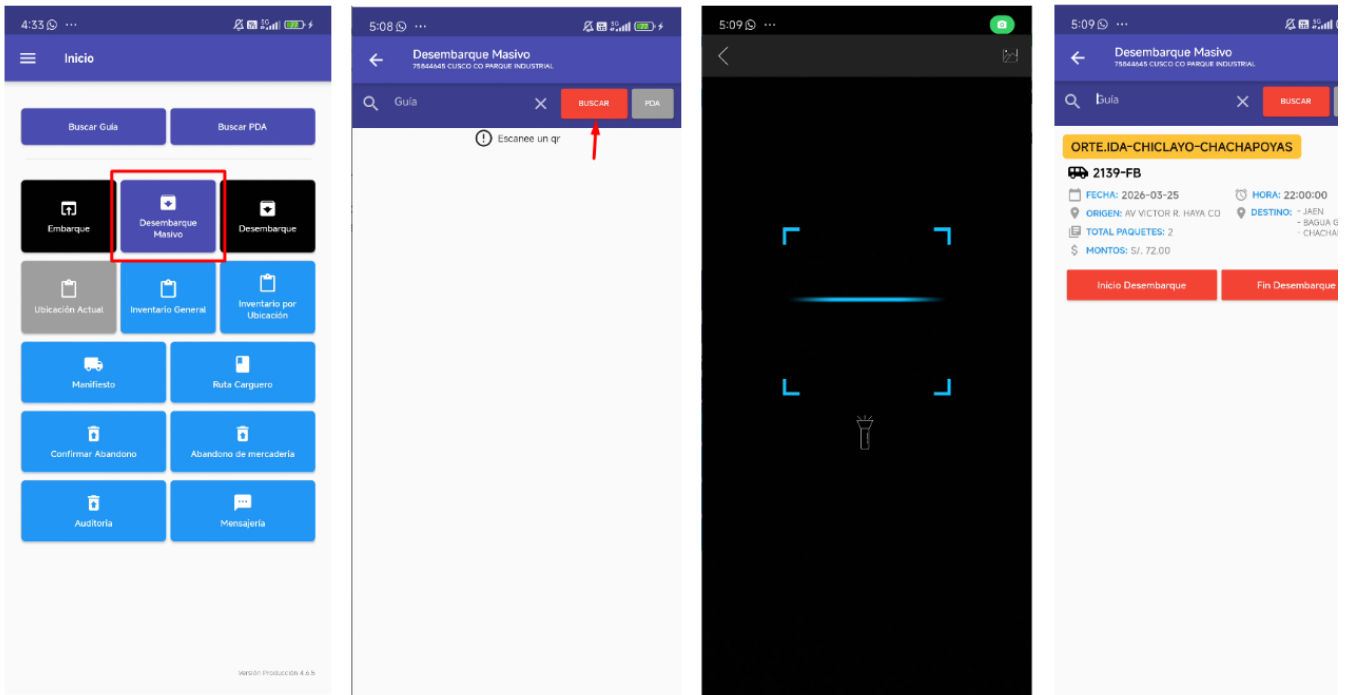 4:33 ...
Inicio
Buscar Guía
Buscar PDA
Embarque
Desembarque
Masivo
Desembarque
Ubicación Actual
Inventario General
Inventario por
Ubicación
Manifiesto
Ruta Carguero
Confirmar Abandono
Abandono de mercadería
Auditoria
Mensajería
Versión Producción 4.6.5
5:08 ...
Desembarque Masivo
75844645 CUSCO CO PARQUE INDUSTRIAL
Guía
BUSCAR
PDA
Escanee un qr
5:09 ...
5:09 ...
Desembarque Masivo
75844645 CUSCO CO PARQUE INDUSTRIAL
Guía
BUSCAR
ORTE.IDA-CHICLAYO-CHACHAPOYAS
2139-FB
FECHA: 2026-03-25
HORA: 22:00:00
ORIGEN: AV VICTOR R. HAYA CO
DESTINO: - JAEN
- BAGUA G
- CHACHA
TOTAL PAQUETES: 2
MONTOS: S/. 72.00
Inicio Desembarque
Fin Desembarque